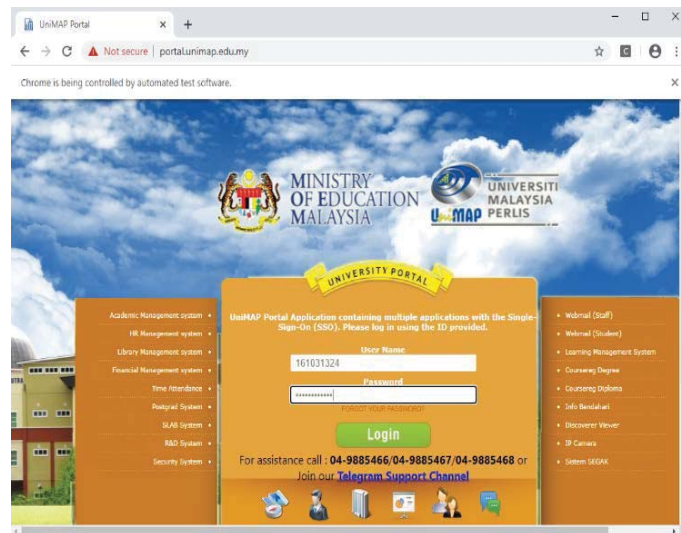 UniMAP Portal
Not secure | portal.unimap.edu.my
Chrome is being controlled by automated test software.
MINISTRY
OF EDUCATION
MALAYSIA
UniMAP
UNIVERSITI
MALAYSIA
PERLIS
UNIVERSITY PORTAL
Academic Management system
HR Management system
Library Management system
Financial Management system
Time Attendance
Postgrad System
SLAB System
R&D System
Security System
UniMAP Portal Application containing multiple applications with the Single-
Sign-On (SSO). Please log in using the ID provided.
User Name
161031324
Password
FORGOT YOUR PASSWORD?
Login
For assistance call : 04-9885466/04-9885467/04-9885468 or
Join our Telegram Support Channel
Webmail (Staff)
Webmail (Student)
Learning Management System
Coursereg Degree
Coursereg Diploma
Info Bendahari
Discoverer Viewer
IP Camera
Sistem SEGAK